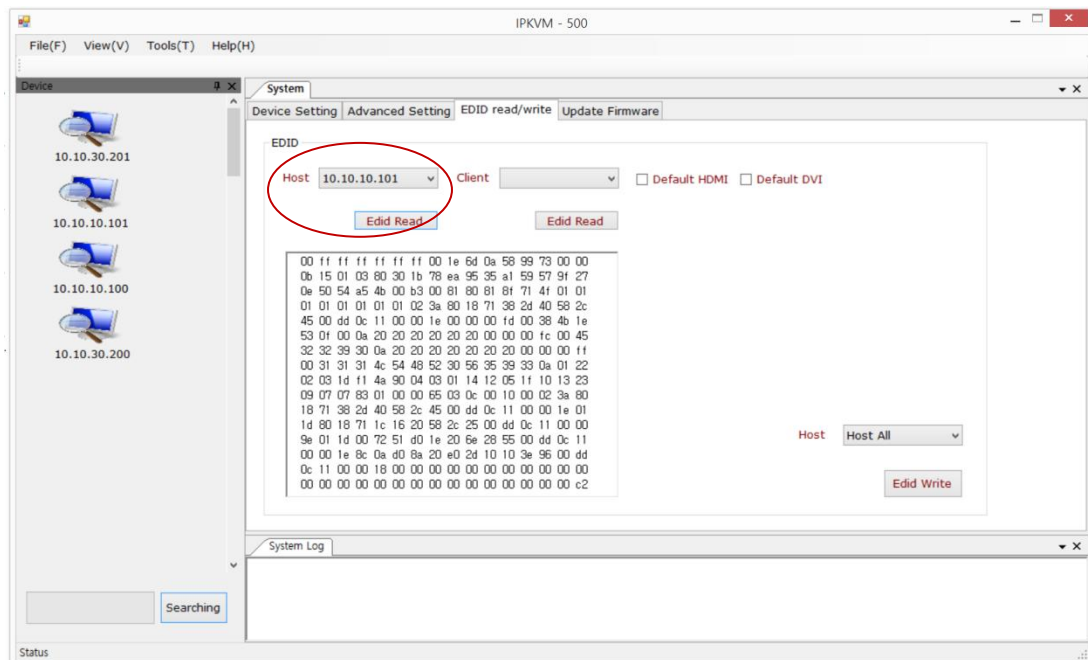 IPKVM - 500
File(F) View(V) Tools(T) Help(H)
Device
10.10.30.201
10.10.10.101
10.10.10.100
10.10.30.200
Searching
System
Device Setting Advanced Setting EDID read/write Update Firmware
EDID
Host 10.10.10.101 Client Default HDMI Default DVI
Edid Read Edid Read
00 ff ff ff ff ff ff 00 1e 6d 0a 58 99 73 00 00
0b 15 01 03 80 30 1b 78 ea 95 35 a1 59 57 9f 27
0e 50 54 a5 4b 00 b3 00 81 80 81 8f 71 4f 01 01
01 01 01 01 01 01 02 3a 80 18 71 38 2d 40 58 2c
45 00 dd 0c 11 00 00 1e 00 00 00 fd 00 38 4b 1e
53 0f 00 0a 20 20 20 20 20 20 00 00 00 fc 00 45
32 32 39 30 0a 20 20 20 20 20 20 20 00 00 00 ff
00 31 31 31 4c 54 48 52 30 56 35 39 33 0a 01 22
02 03 1d f1 4a 90 04 03 01 14 12 05 1f 10 13 23
09 07 07 83 01 00 00 65 03 0c 00 10 00 02 3a 80
18 71 38 2d 40 58 2c 45 00 dd 0c 11 00 00 1e 01
1d 80 18 71 1c 16 20 58 2c 25 00 dd 0c 11 00 00
9e 01 1d 00 72 51 d0 1e 20 6e 28 55 00 dd 0c 11
00 00 1e 8c 0a d0 8a 20 e0 2d 10 10 3e 96 00 dd
0c 11 00 00 18 00 00 00 00 00 00 00 00 00 00 00
00 00 00 00 00 00 00 00 00 00 00 00 00 00 00 c2
Host Host All
Edid Write
System Log
Status